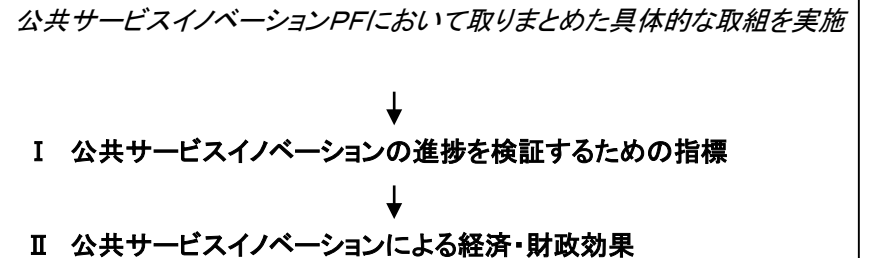 公共サービスイノベーションPFにおいて取りまとめた具体的な取組を実施
↓
Ⅰ 公共サービスイノベーションの進捗を検証するための指標
↓
Ⅱ 公共サービスイノベーションによる経済・財政効果